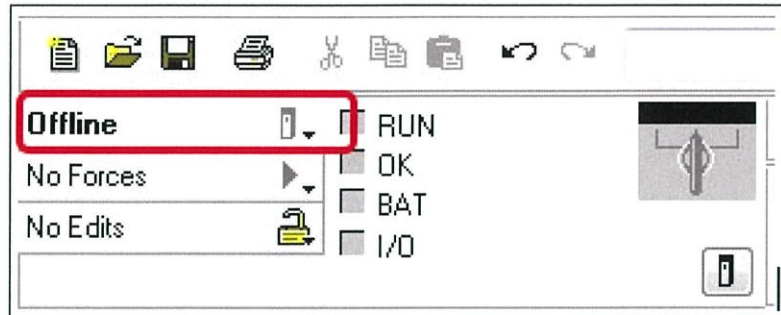 Offline
RUN
No Forces
OK
No Edits
BAT
I/O